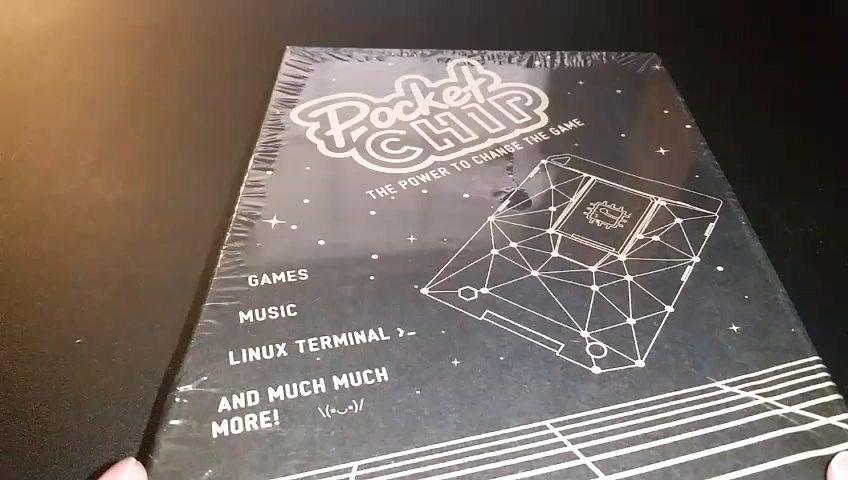 Pocket
CHIP
THE POWER TO CHANGE THE GAME
GAMES
MUSIC
LINUX TERMINAL >_
AND MUCH MUCH
MORE! \(•◡•)/